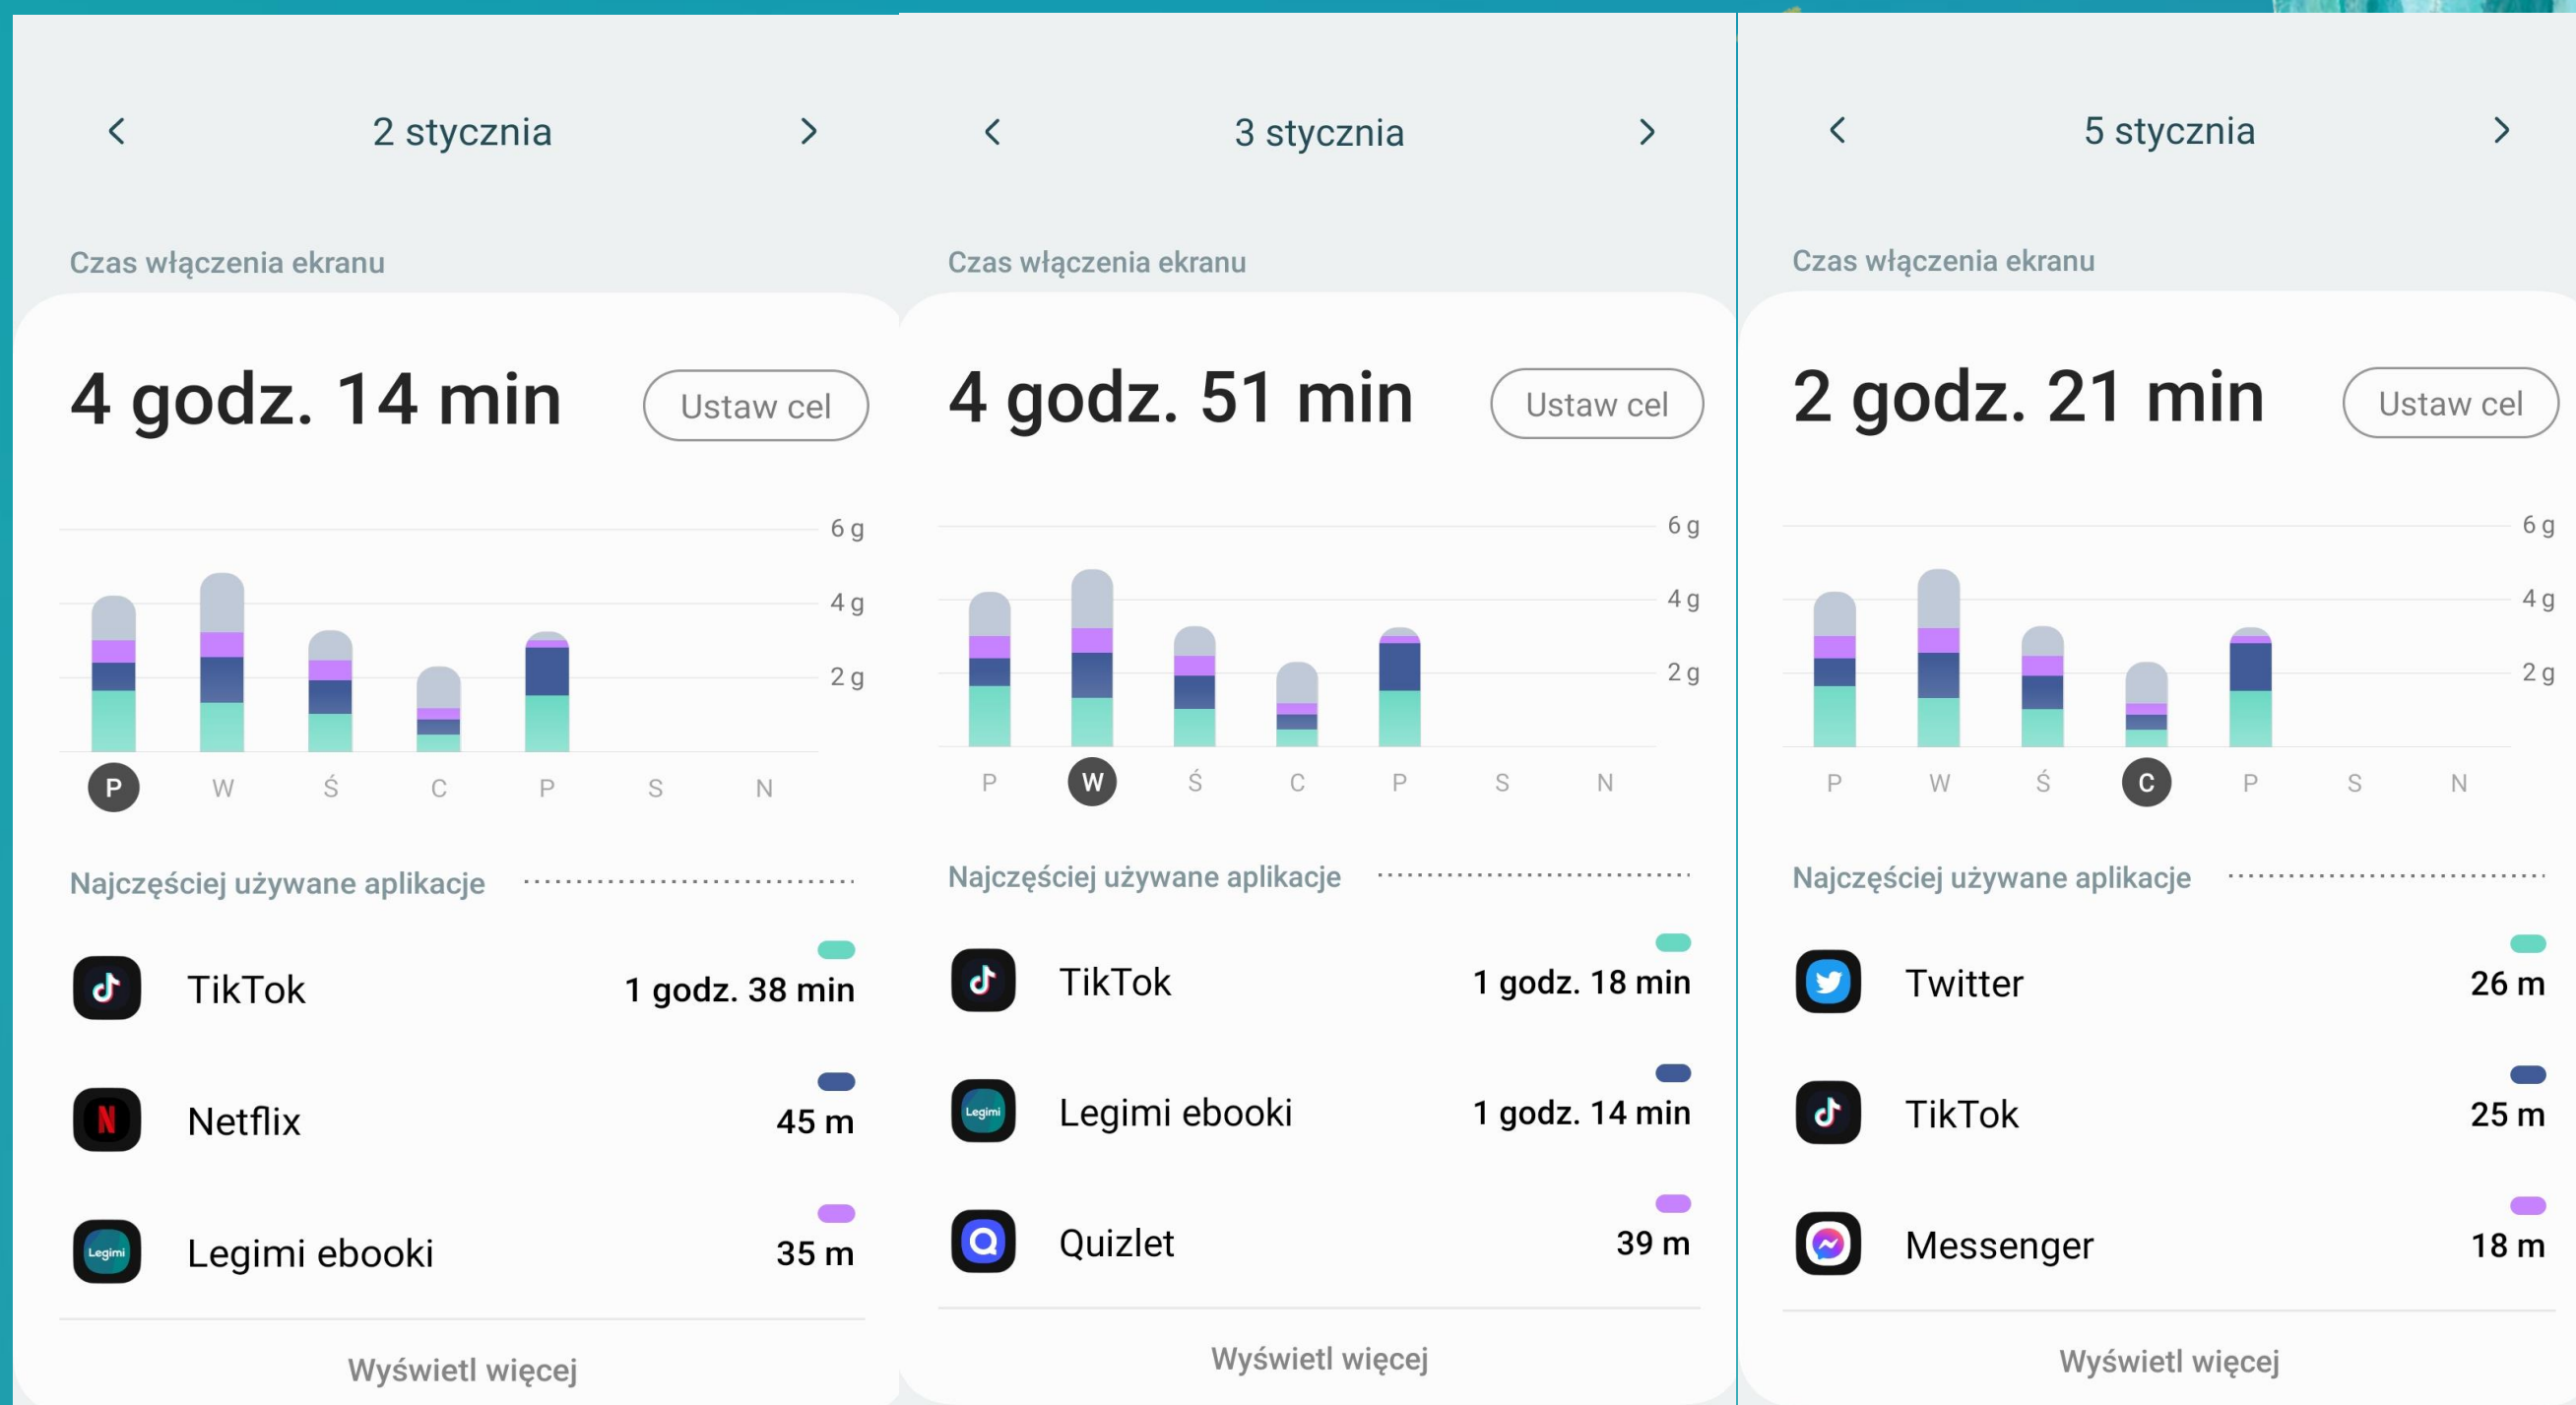 2 stycznia
Czas włączenia ekranu
4 godz. 14 min
Ustaw cel
6 g
4 g
2 g
P W Ś C P S N
Najczęściej używane aplikacje
TikTok
1 godz. 38 min
N
Netflix
45 m
Legimi
Legimi ebooki
35 m
Wyświetl więcej
3 stycznia
Czas włączenia ekranu
4 godz. 51 min
Ustaw cel
6 g
4 g
2 g
P W Ś C P S N
Najczęściej używane aplikacje
TikTok
1 godz. 18 min
Legimi
Legimi ebooki
1 godz. 14 min
Quizlet
39 m
Wyświetl więcej
5 stycznia
Czas włączenia ekranu
2 godz. 21 min
Ustaw cel
6 g
4 g
2 g
P W Ś C P S N
Najczęściej używane aplikacje
Twitter
26 m
TikTok
25 m
Messenger
18 m
Wyświetl więcej